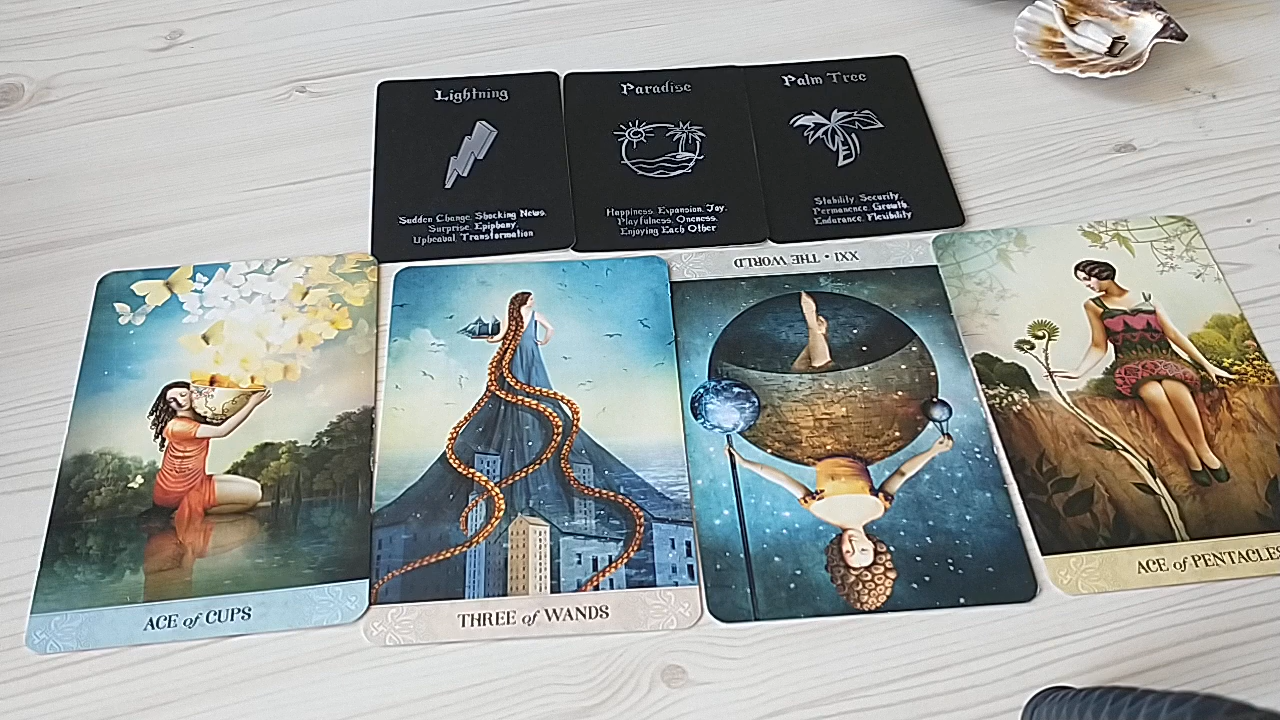 Lightning
Sudden Change, Shocking News,
Surprise, Epiphany,
Upheaval, Transformation
Paradise
Happiness, Expansion, Joy,
Playfulness, Oneness,
Enjoying Each Other
Palm Tree
Stability, Security,
Permanence, Growth,
Endurance, Flexibility
XXI • THE WORLD
ACE of CUPS
THREE of WANDS
ACE of PENTACLES